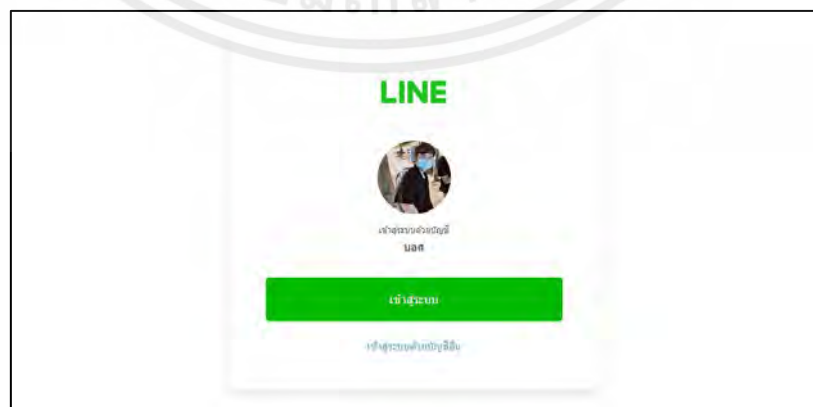 LINE
เข้าสู่ระบบด้วยบัญชี
บอส
เข้าสู่ระบบ
เข้าสู่ระบบด้วยบัญชีอื่น